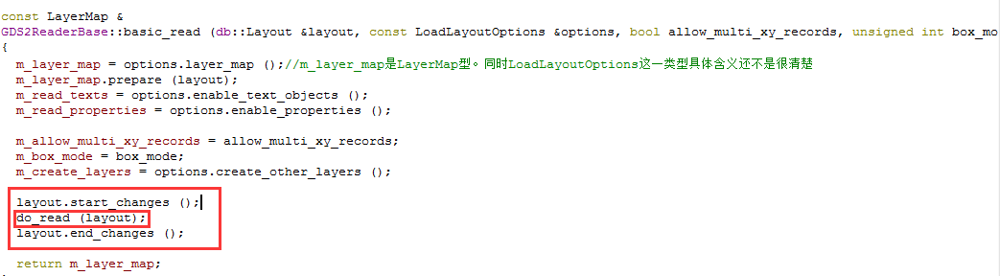 const LayerMap &
GDS2ReaderBase::basic_read (db::Layout &layout, const LoadLayoutOptions &options, bool allow_multi_xy_records, unsigned int box_mo
{
m_layer_map = options.layer_map ();//m_layer_map是LayerMap型。同时LoadLayoutOptions这一类型具体含义还不是很清楚
m_layer_map.prepare (layout);
m_read_texts = options.enable_text_objects ();
m_read_properties = options.enable_properties ();
m_allow_multi_xy_records = allow_multi_xy_records;
m_box_mode = box_mode;
m_create_layers = options.create_other_layers ();
layout.start_changes ();
do_read (layout);
layout.end_changes ();
return m_layer_map;